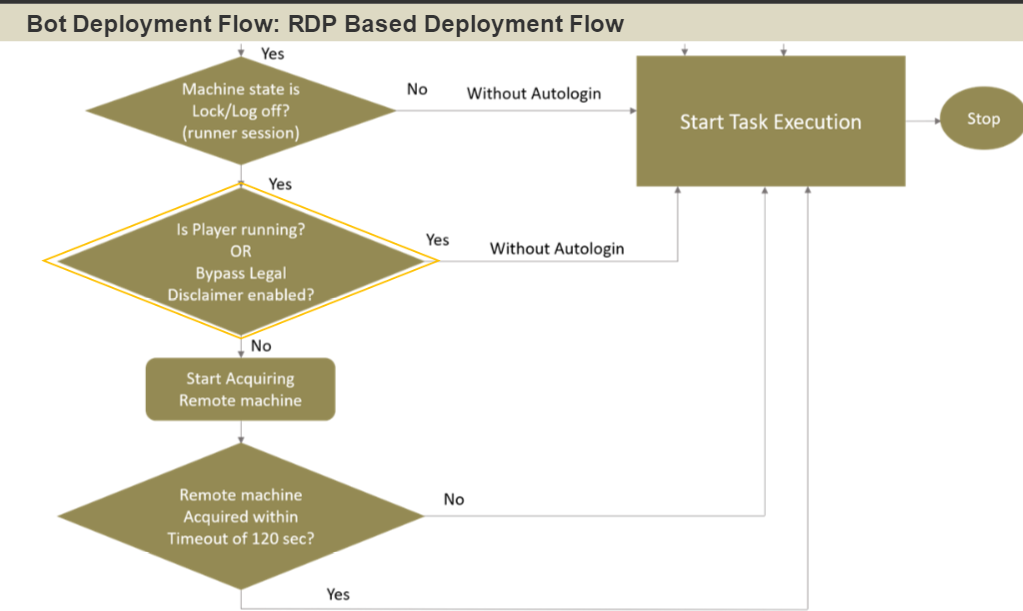 Bot Deployment Flow: RDP Based Deployment Flow
Yes
Machine state is
Lock/Log off?
(runner session)
No
Without Autologin
Start Task Execution
Stop
Yes
Is Player running?
OR
Bypass Legal
Disclaimer enabled?
Yes
Without Autologin
No
Start Acquiring
Remote machine
Remote machine
Acquired within
Timeout of 120 sec?
No
Yes